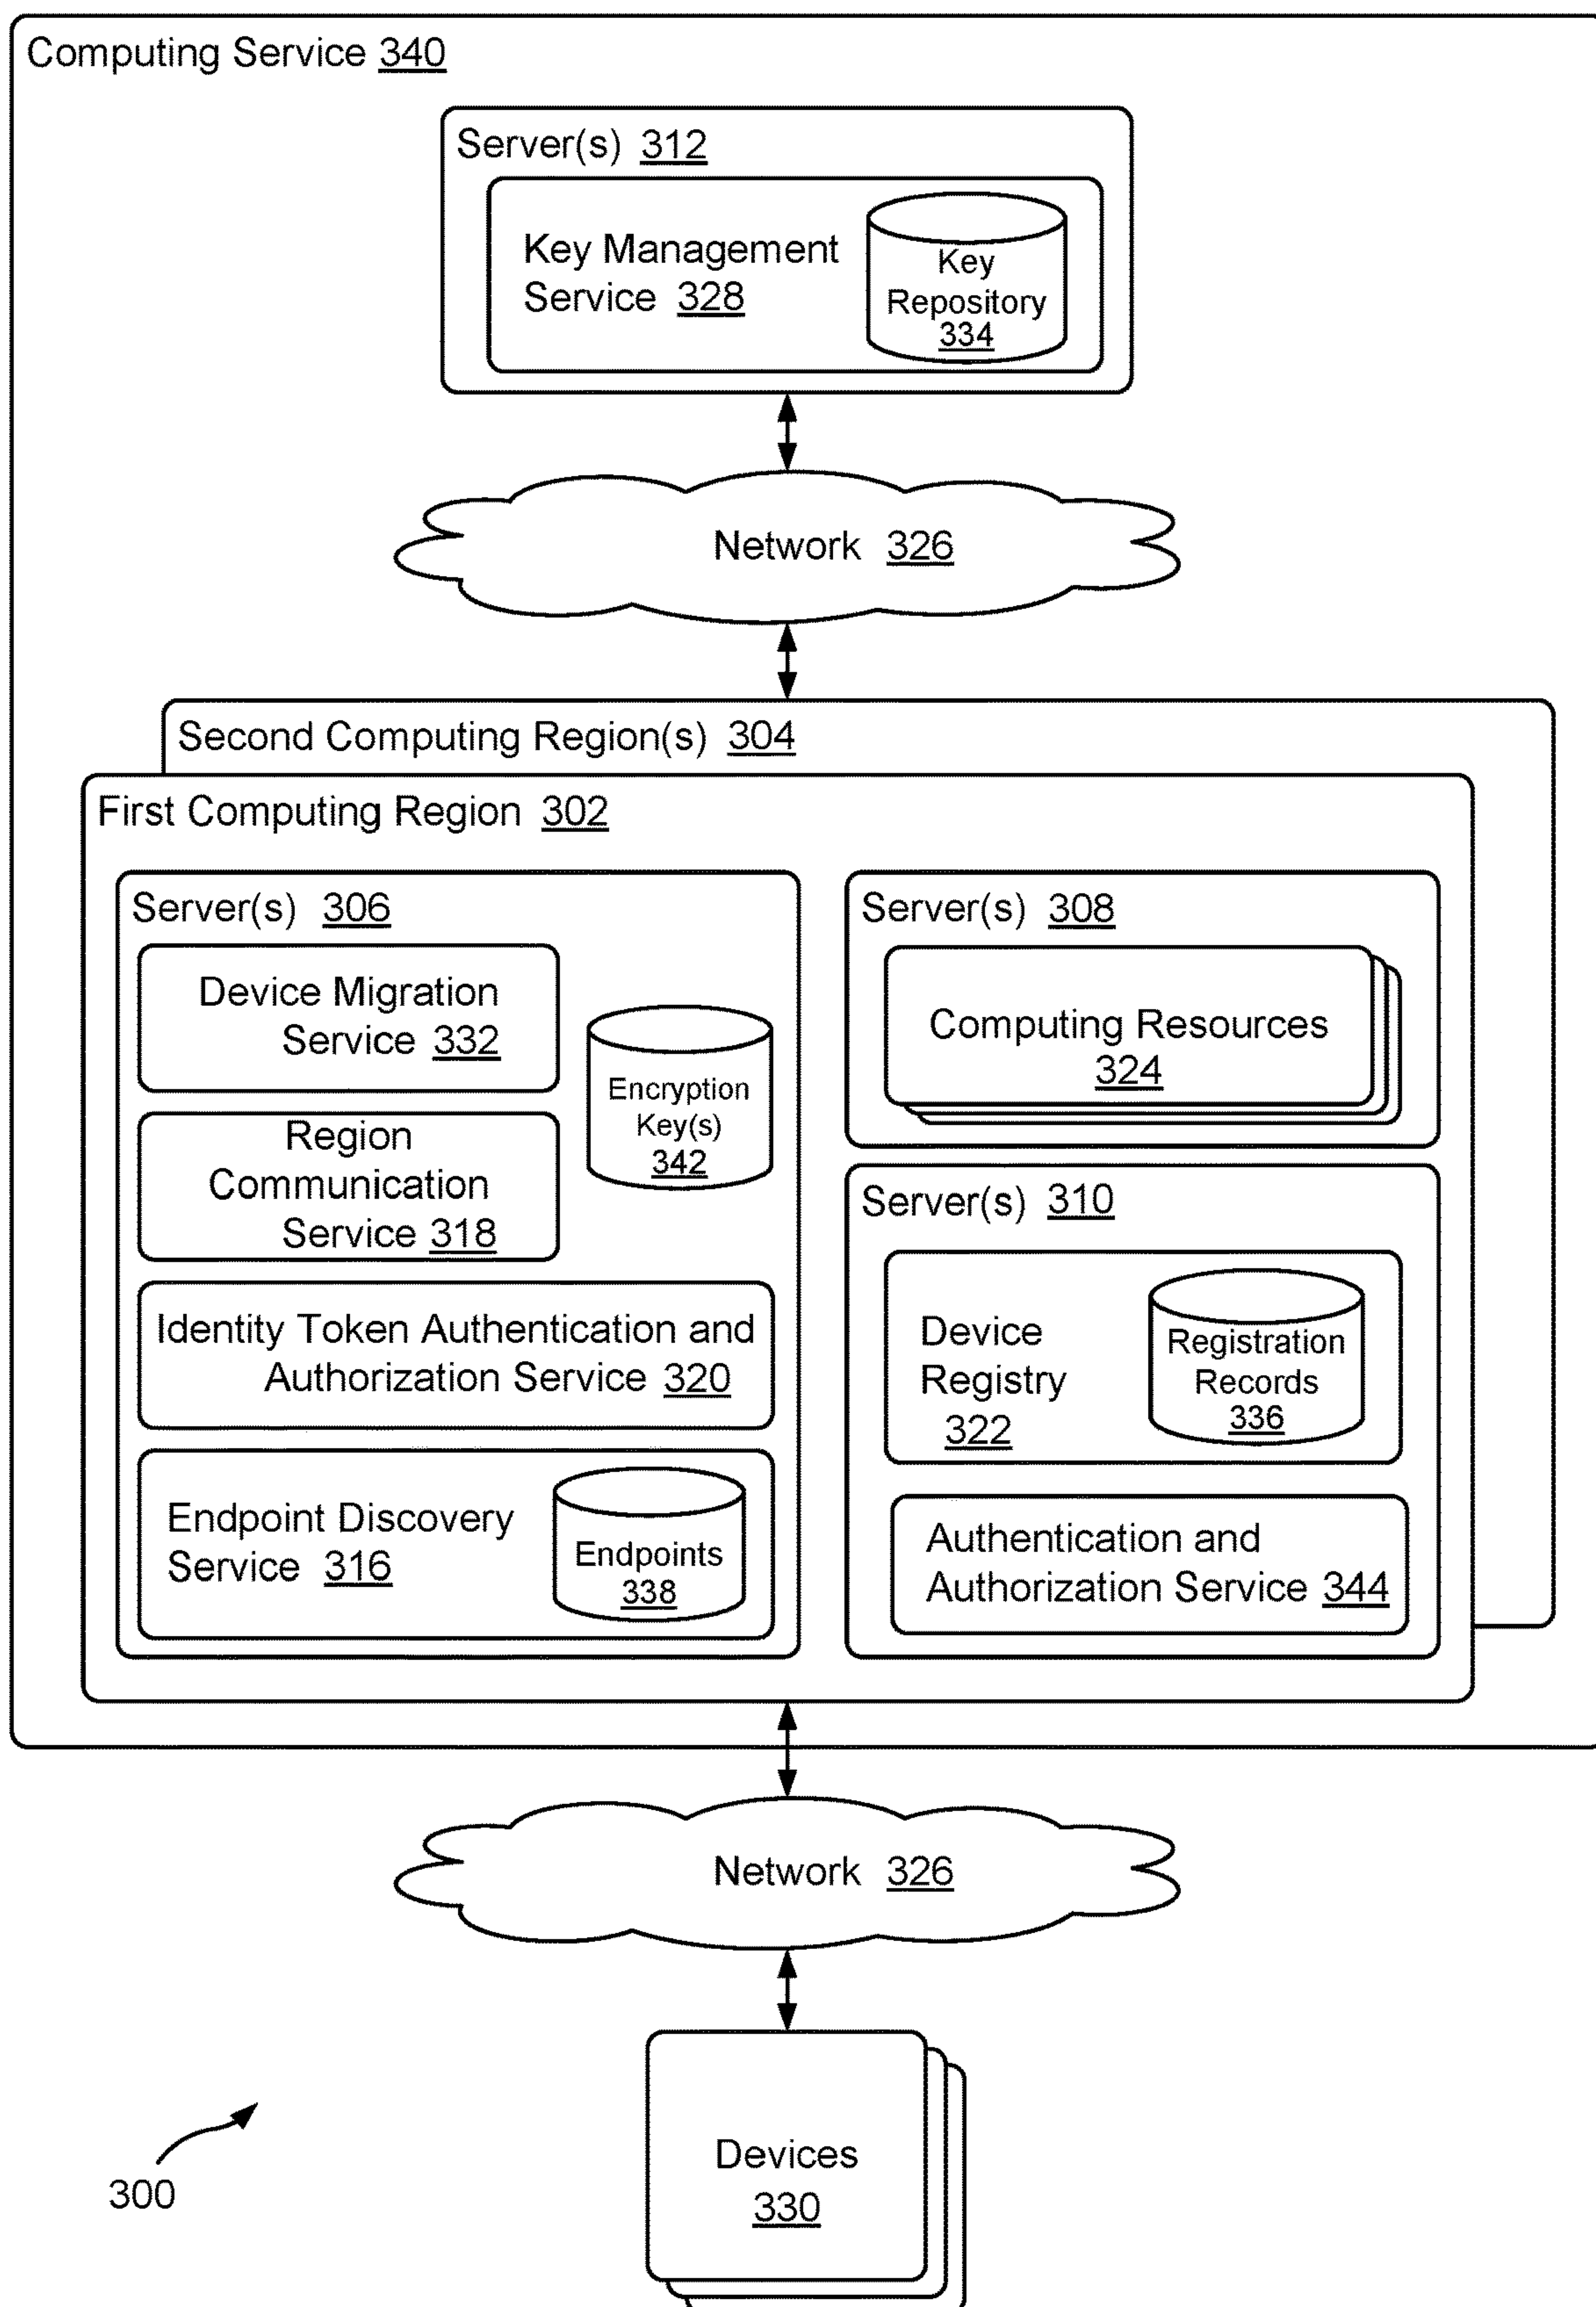 Computing Service 340
Server(s) 312
Key Management
Service 328
Key
Repository
334
Network 326
Second Computing Region(s) 304
First Computing Region 302
Server(s) 306
Device Migration
Service 332
Encryption
Key(s)
342
Region
Communication
Service 318
Identity Token Authentication and
Authorization Service 320
Endpoint Discovery
Service 316
Endpoints
338
Server(s) 308
Computing Resources
324
Server(s) 310
Device
Registry
322
Registration
Records
336
Authentication and
Authorization Service 344
Network 326
Devices
330
300